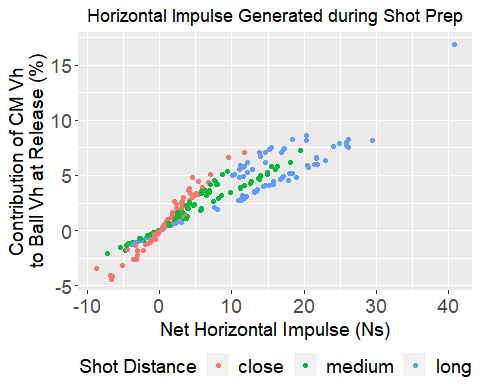 Horizontal Impulse Generated during Shot Prep
Contribution of CM Vh
to Ball Vh at Release (%)
15
10
5
0
-5
-10
0
10
20
30
40
Net Horizontal Impulse (Ns)
Shot Distance
close
medium
long